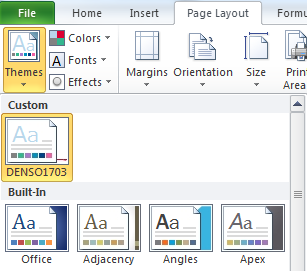 File Home Insert Page Layout Formu
Colors
Fonts
Effects
Themes Margins Orientation Size Print
Area
Custom
Aa
DENSO1703
Built-In
Aa Aa Aa Aa
Office Adjacency Angles Apex